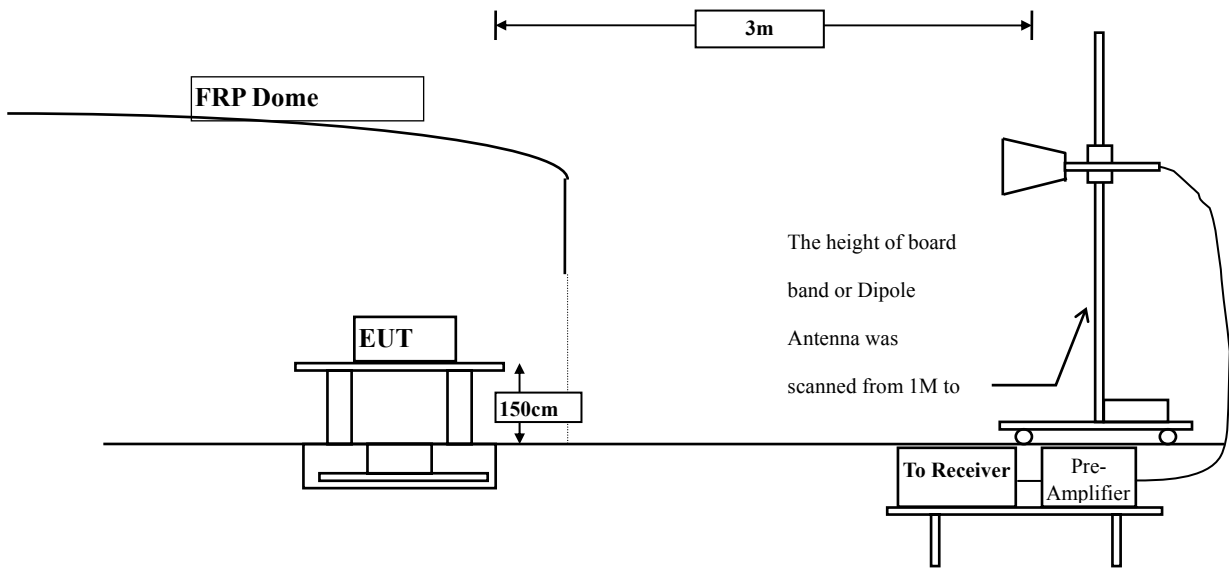 3m
FRP Dome
The height of board
band or Dipole
Antenna was
scanned from 1M to
EUT
150cm
To Receiver
Pre-
Amplifier